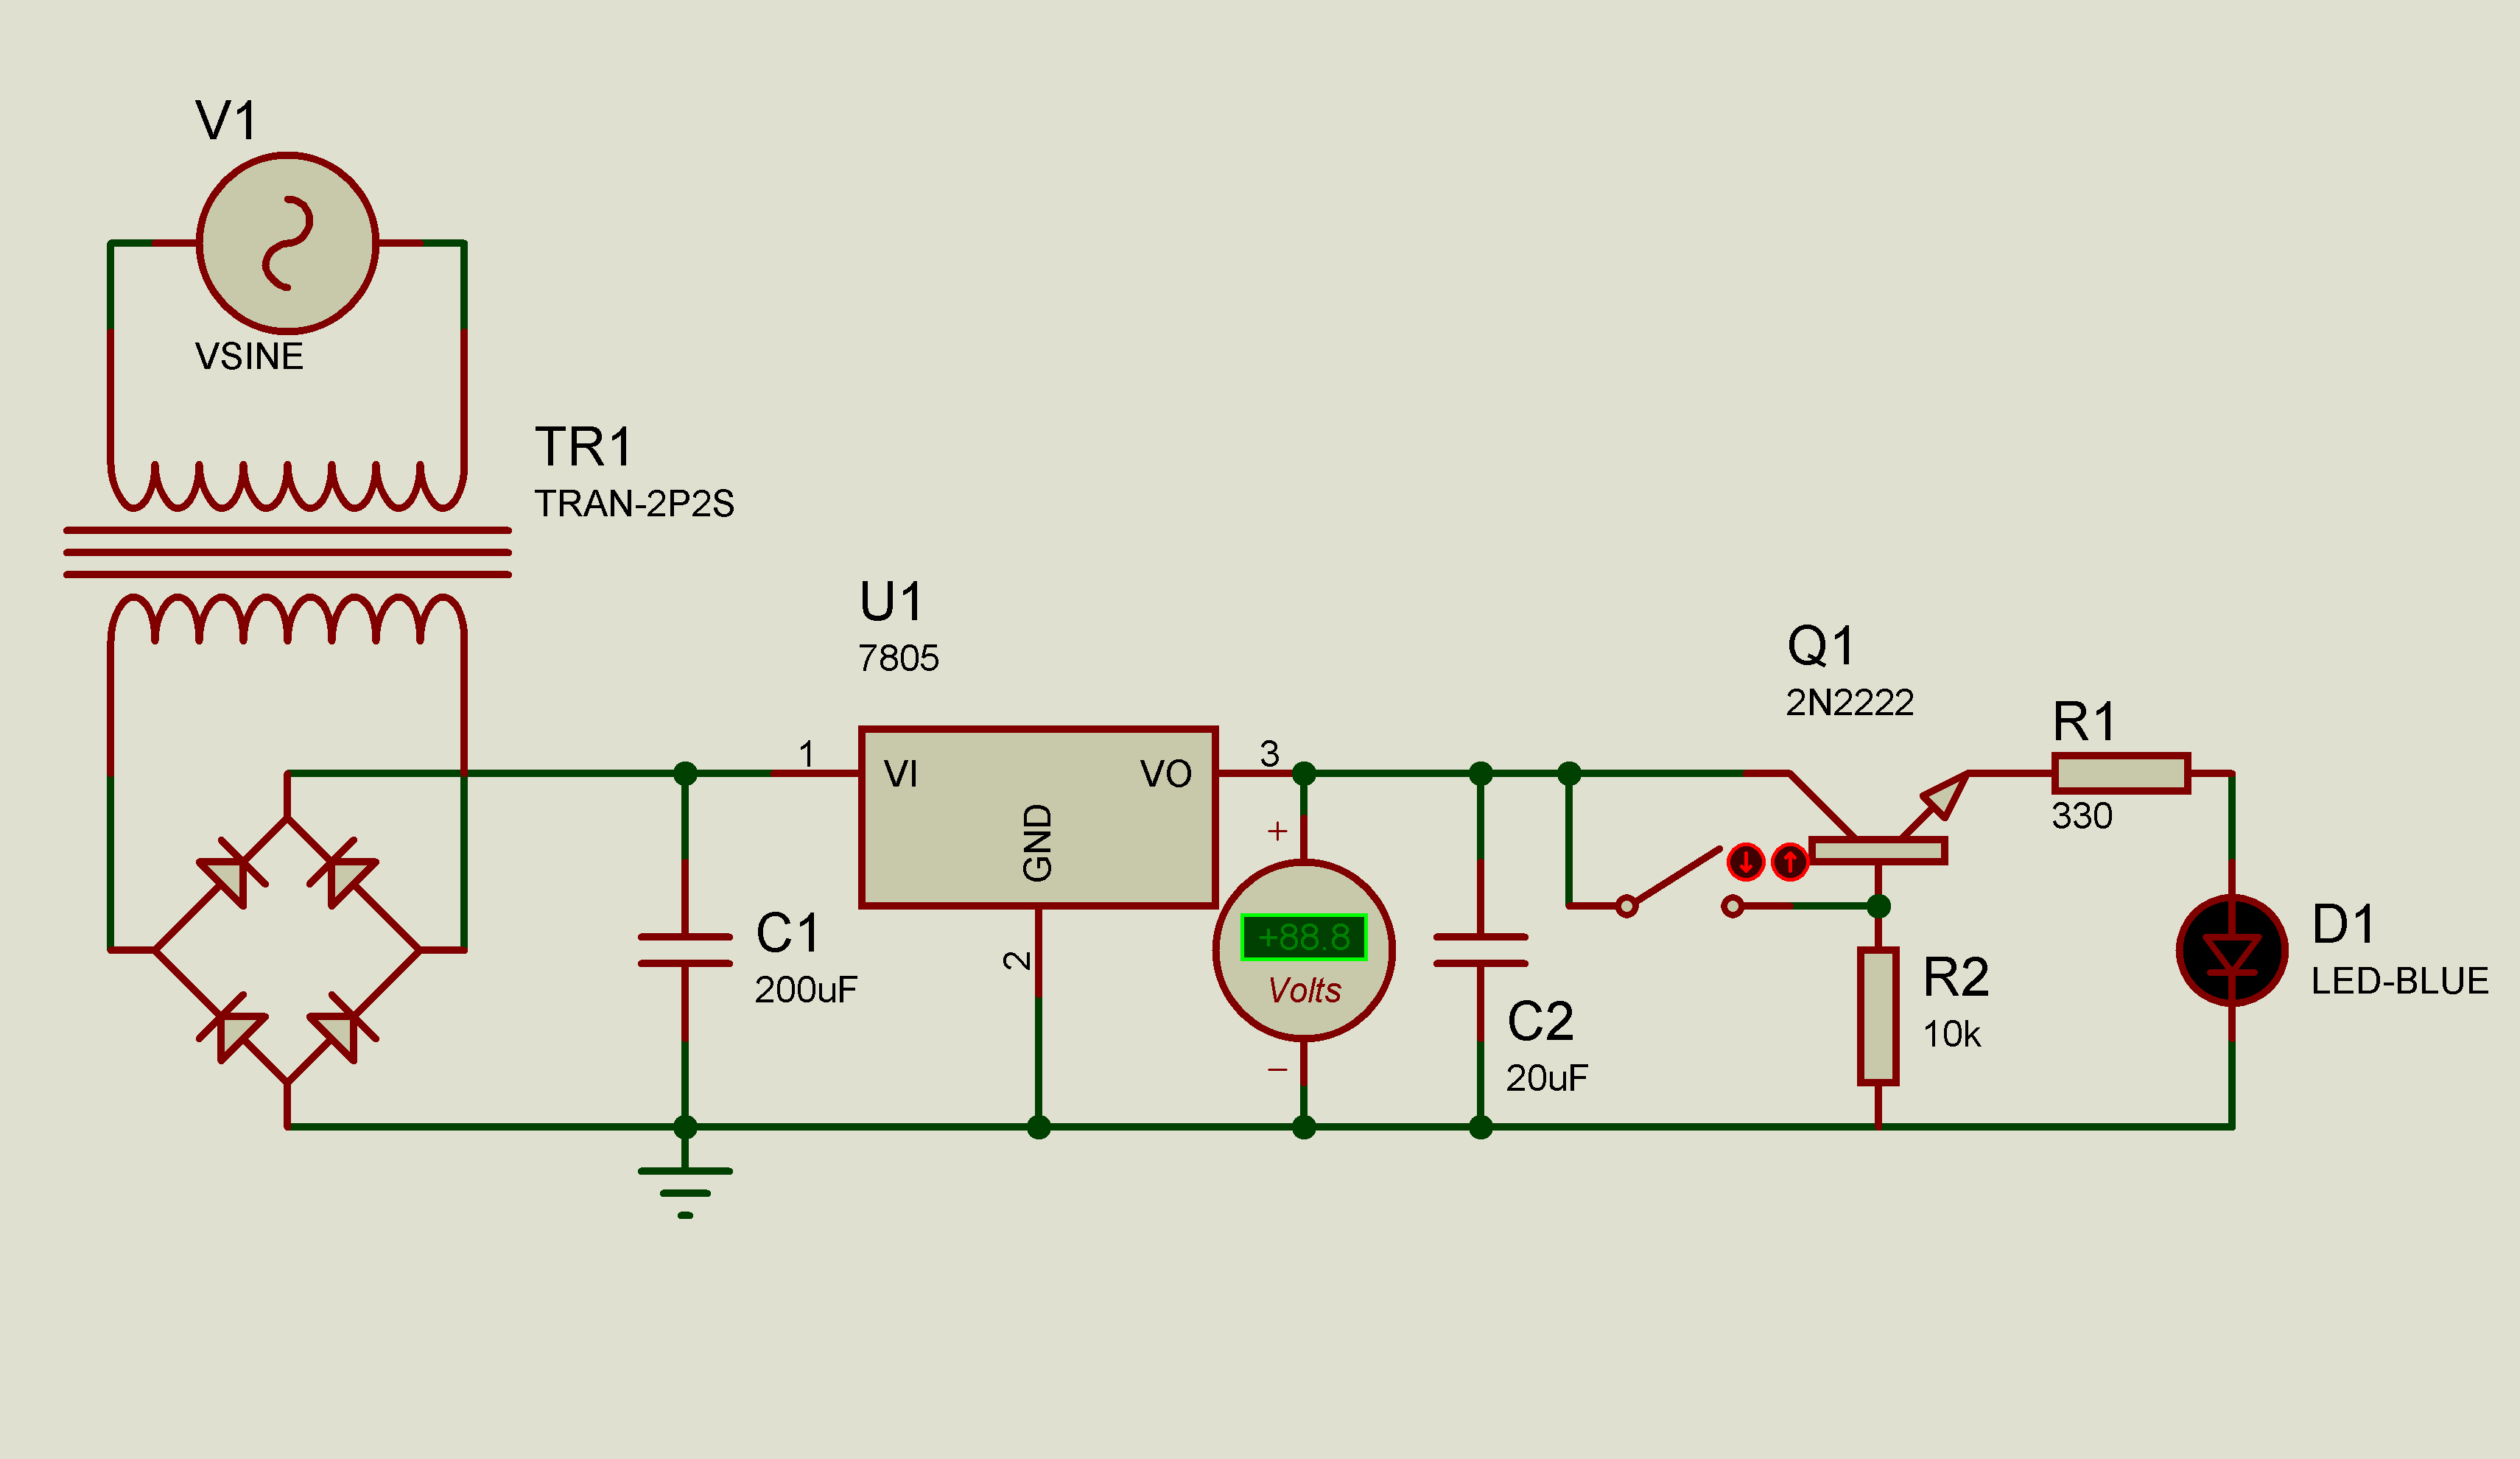 V1
VSINE
TR1
TRAN-2P2S
U1
7805
1
VI
VO
3
GND
2
C1
200uF
+
+88.8
Volts
−
C2
20uF
Q1
2N2222
R1
330
R2
10k
D1
LED-BLUE